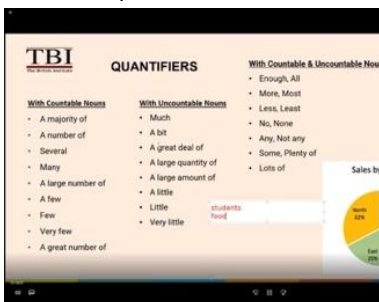 TBI
The British Institute
QUANTIFIERS
With Countable Nouns
• A majority of
• A number of
• Several
• Many
• A large number of
• A few
• Few
• Very few
• A great number of
With Uncountable Nouns
• Much
• A bit
• A great deal of
• A large quantity of
• A large amount of
• A little
• Little
• Very little
With Countable & Uncountable Nou
• Enough, All
• More, Most
• Less, Least
• No, None
• Any, Not any
• Some, Plenty of
• Lots of
students
food
Sales by
North
32%
East